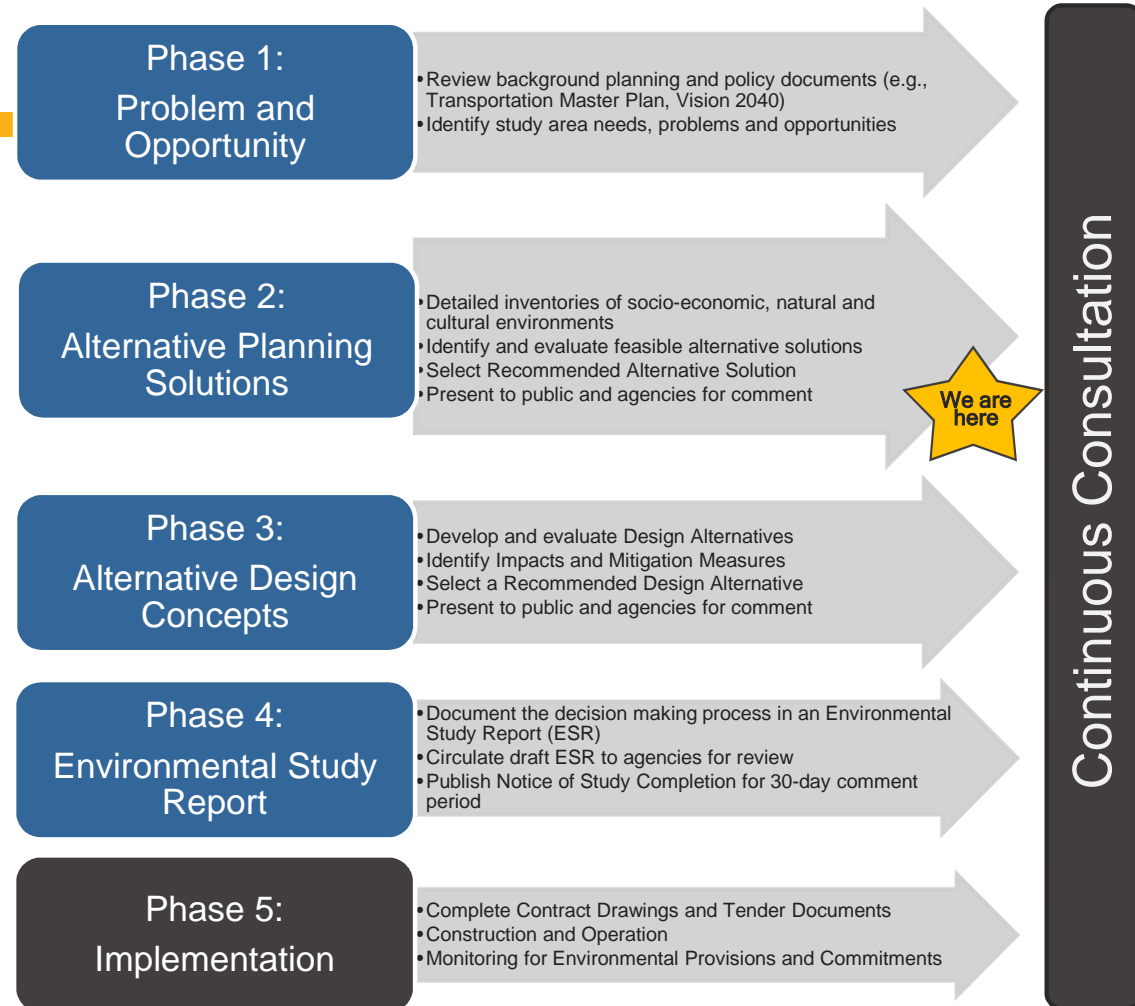 Phase 1:
Problem and
Opportunity
•Review background planning and policy documents (e.g.,
Transportation Master Plan, Vision 2040)
•Identify study area needs, problems and opportunities
Phase 2:
Alternative Planning
Solutions
•Detailed inventories of socio-economic, natural and
cultural environments
•Identify and evaluate feasible alternative solutions
•Select Recommended Alternative Solution
•Present to public and agencies for comment
We are
here
Phase 3:
Alternative Design
Concepts
•Develop and evaluate Design Alternatives
•Identify Impacts and Mitigation Measures
•Select a Recommended Design Alternative
•Present to public and agencies for comment
Phase 4:
Environmental Study
Report
•Document the decision making process in an Environmental
Study Report (ESR)
•Circulate draft ESR to agencies for review
•Publish Notice of Study Completion for 30-day comment
period
Phase 5:
Implementation
•Complete Contract Drawings and Tender Documents
•Construction and Operation
•Monitoring for Environmental Provisions and Commitments
Continuous Consultation